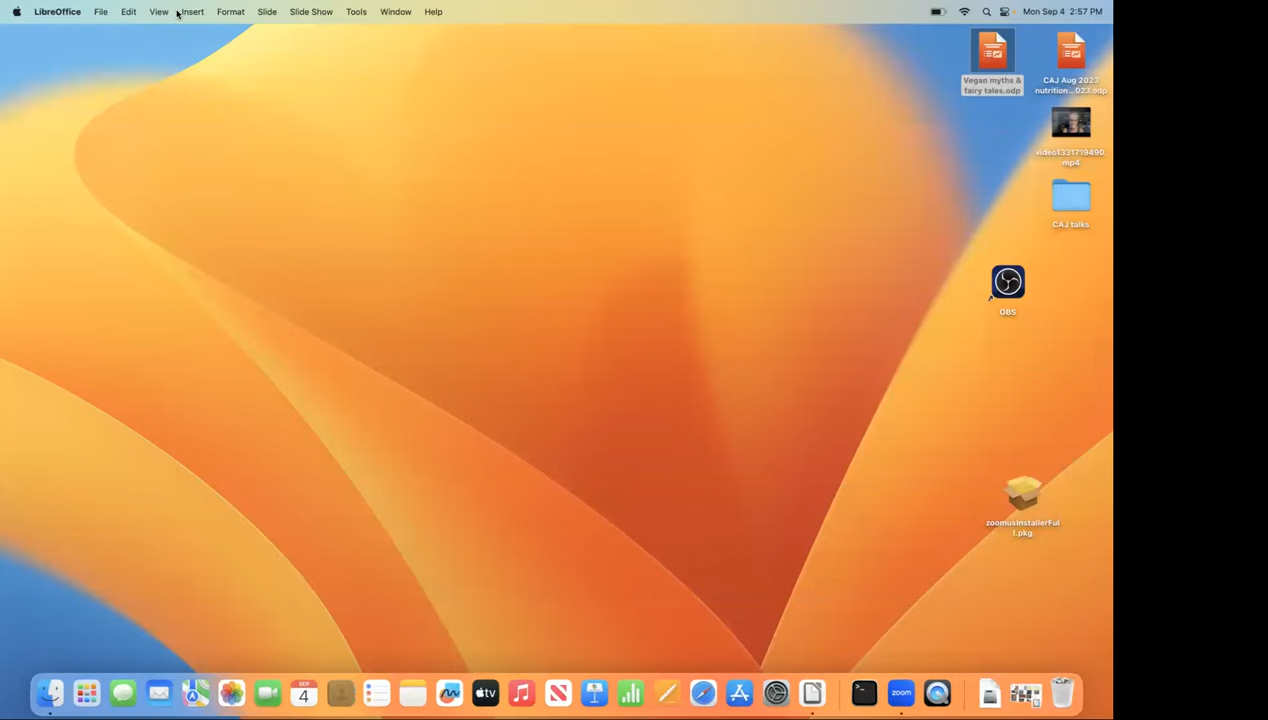 LibreOffice File Edit View Insert Format Slide Slide Show Tools Window Help Mon Sep 4 2:57 PM
Vegan myths &
fairy tales.odp
CAJ Aug 2023
nutrition...023.odp
video1331719490.
mp4
CAJ talks
OBS
zoomusInstallerFul
l.pkg
SEP
4
tv
zoom